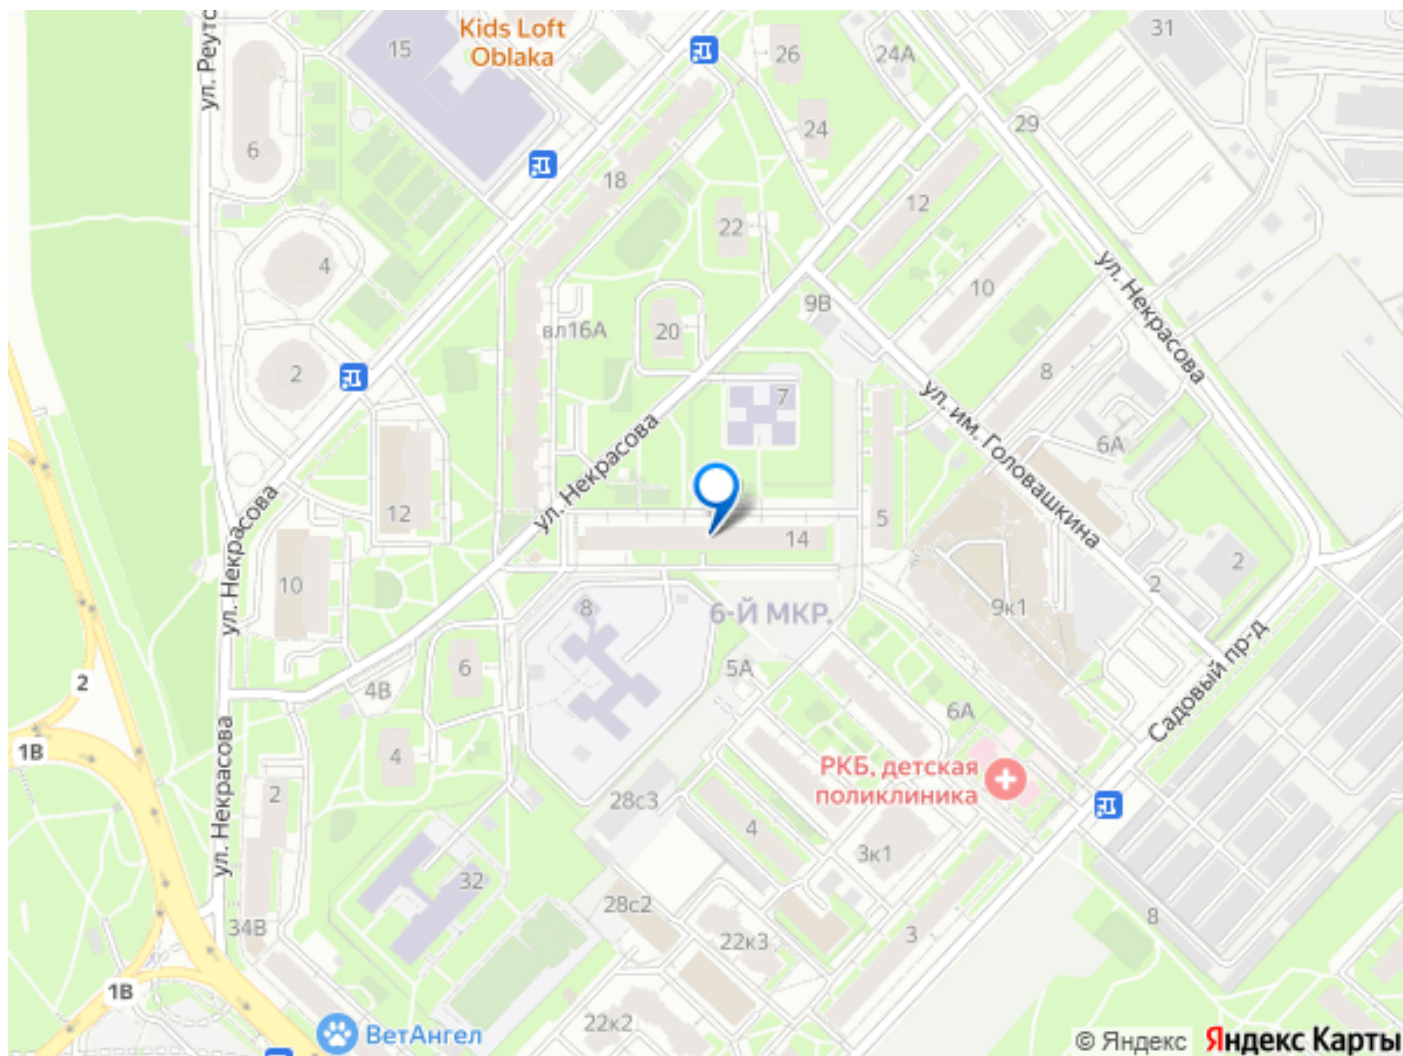 ул. Реутс
15
Kids Loft
Oblaka
26
24А
31
6
18
24
29
4
22
12
ул. Некрасова
вл16А
20
9В
10
2
7
8
12
ул. Некрасова
5
ул. им. Головашкина
6А
ул. Некрасова
10
14
8
6-Й МКР.
9к1
2
2
Садовый пр-д
2
6
4В
5А
6А
1В
ул. Некрасова
4
РКБ, детская
поликлиника
2
28с3
4
3к1
32
34В
28с2
22к3
3
8
1В
22к2
ВетАнгел
© Яндекс Яндекс Карты